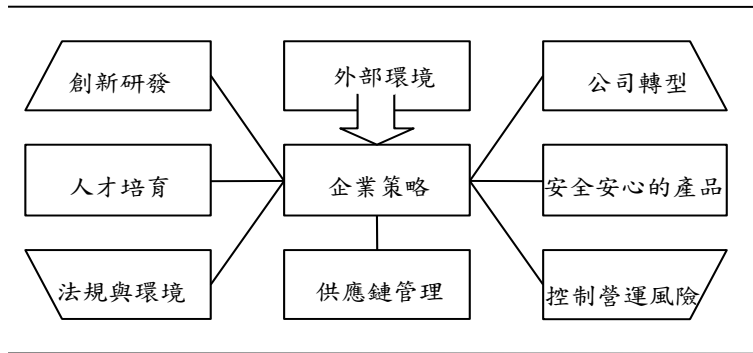 創新研發
外部環境
公司轉型
人才培育
企業策略
安全安心的產品
法規與環境
供應鏈管理
控制營運風險